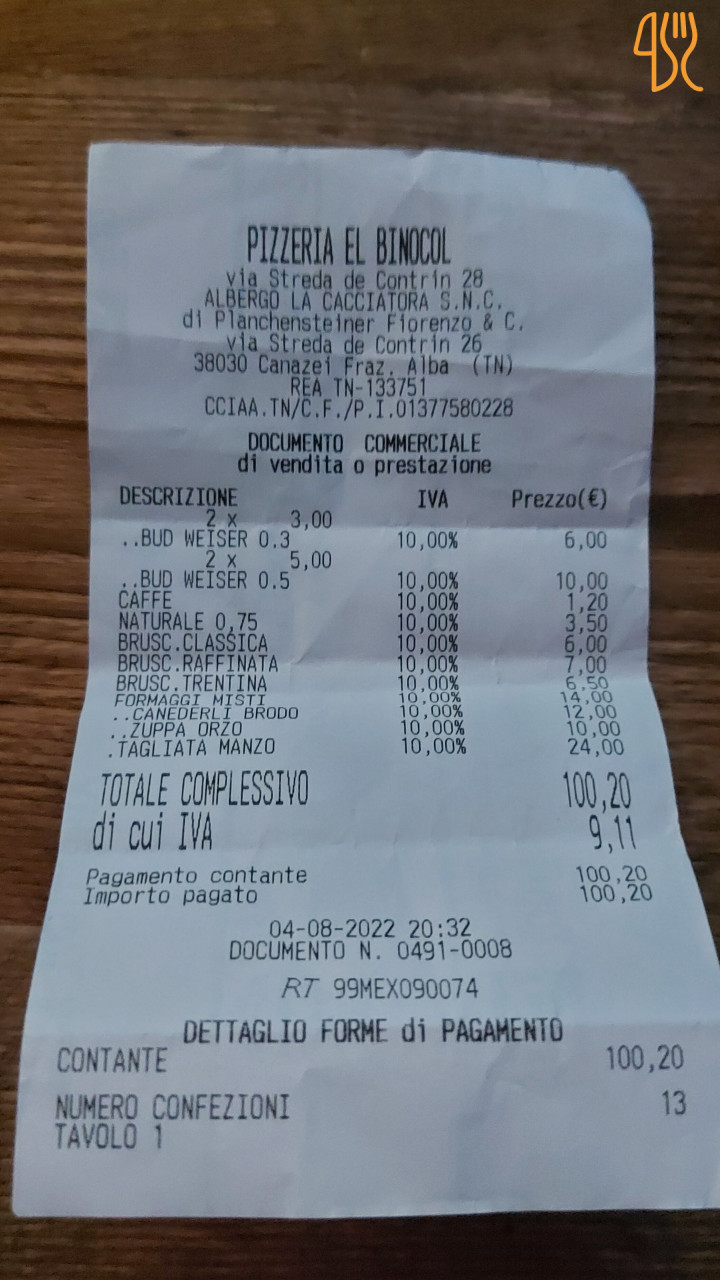 PIZZERIA EL BINOCOL
via Streda de Contrin 28
ALBERGO LA CACCIATORA S.N.C.
di Planchensteiner Fiorenzo & C.
via Streda de Contrin 26
38030 Canazei Fraz. Alba (TN)
REA TN-133751
CCIAA.TN/C.F./P.I.01377580228
DOCUMENTO COMMERCIALE
di vendita o prestazione
DESCRIZIONE IVA Prezzo(€)
2 x 3,00
..BUD WEISER 0.3 10,00% 6,00
2 x 5,00
..BUD WEISER 0.5 10,00% 10,00
CAFFE 10,00% 1,20
NATURALE 0,75 10,00% 3,50
BRUSC.CLASSICA 10,00% 6,00
BRUSC.RAFFINATA 10,00% 7,00
BRUSC.TRENTINA 10,00% 6,50
FORMAGGI MISTI 10,00% 14,00
..CANEDERLI BRODO 10,00% 12,00
..ZUPPA ORZO 10,00% 10,00
.TAGLIATA MANZO 10,00% 24,00
TOTALE COMPLESSIVO 100,20
di cui IVA 9,11
Pagamento contante 100,20
Importo pagato 100,20
04-08-2022 20:32
DOCUMENTO N. 0491-0008
RT 99MEX090074
DETTAGLIO FORME di PAGAMENTO
CONTANTE 100,20
NUMERO CONFEZIONI 13
TAVOLO 1